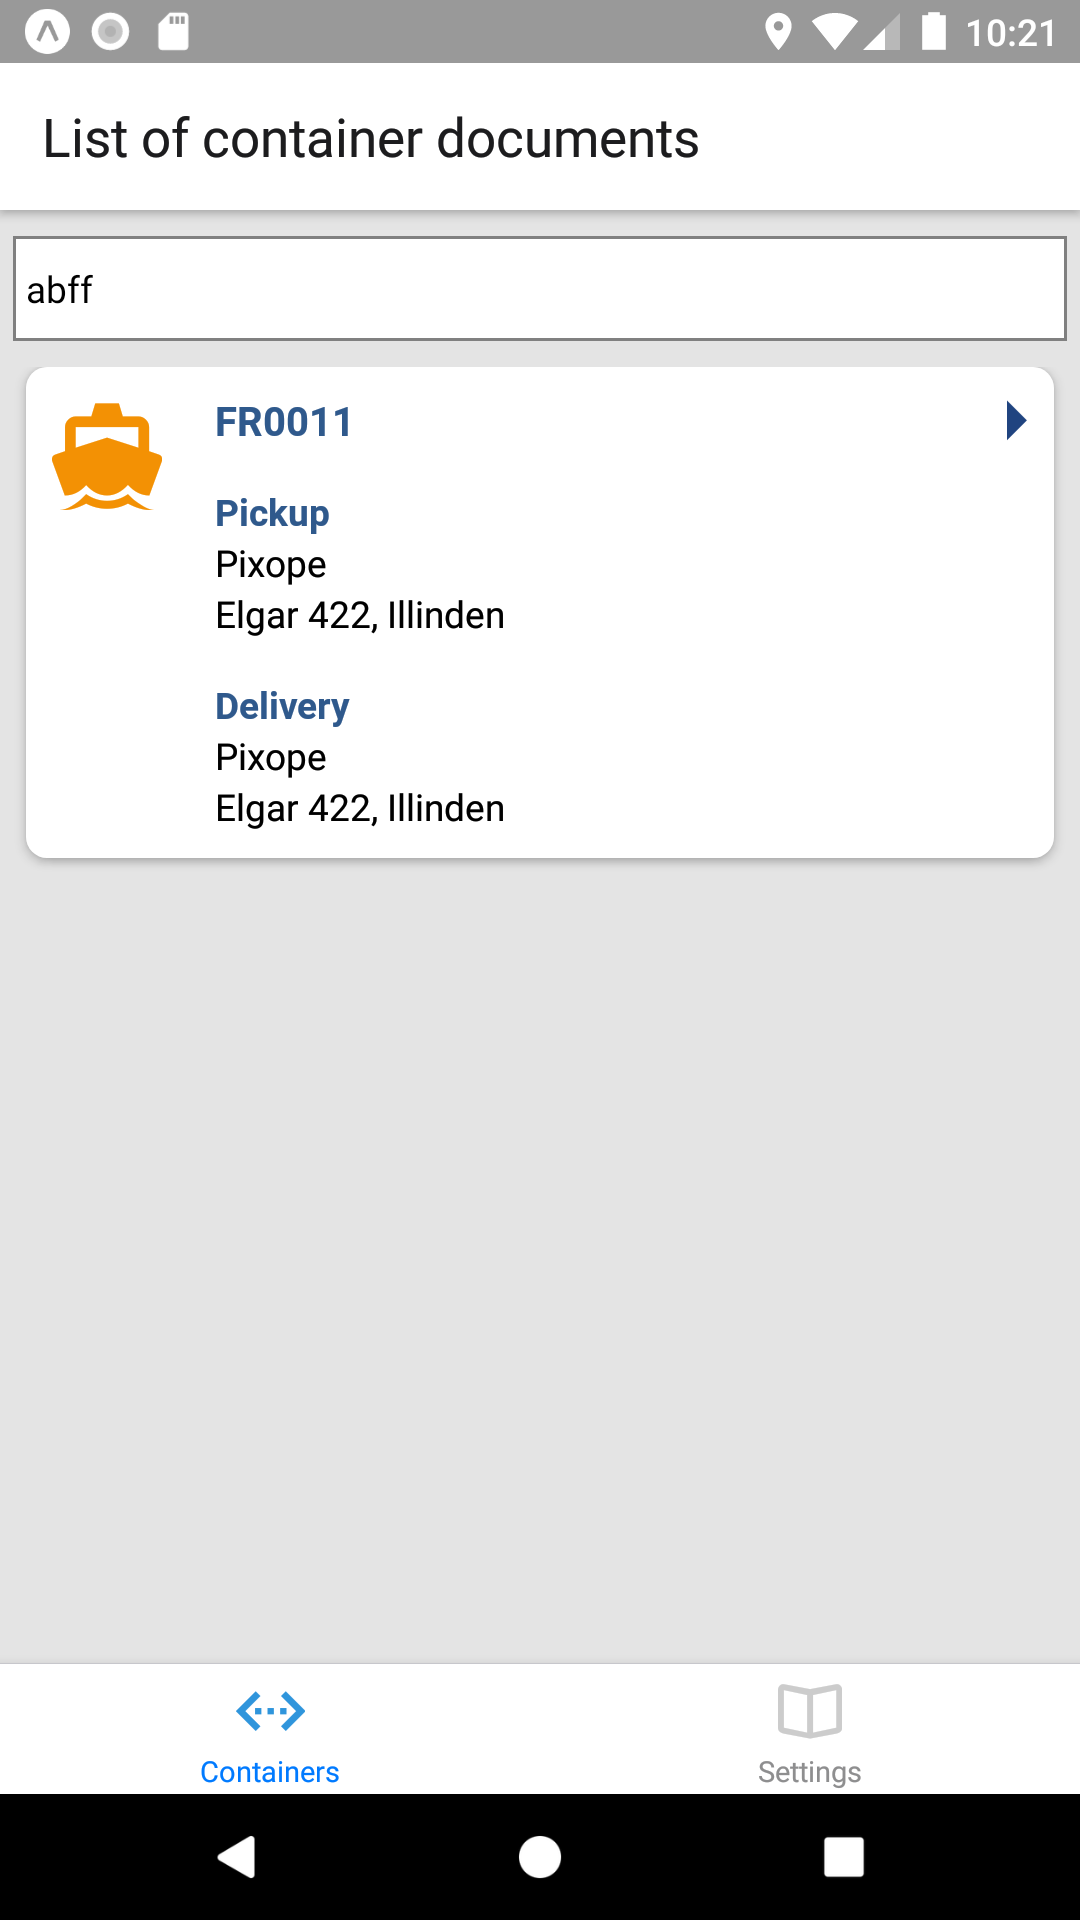 10:21
List of container documents
abff
FR0011
Pickup
Pixope
Elgar 422, Illinden
Delivery
Pixope
Elgar 422, Illinden
Containers
Settings